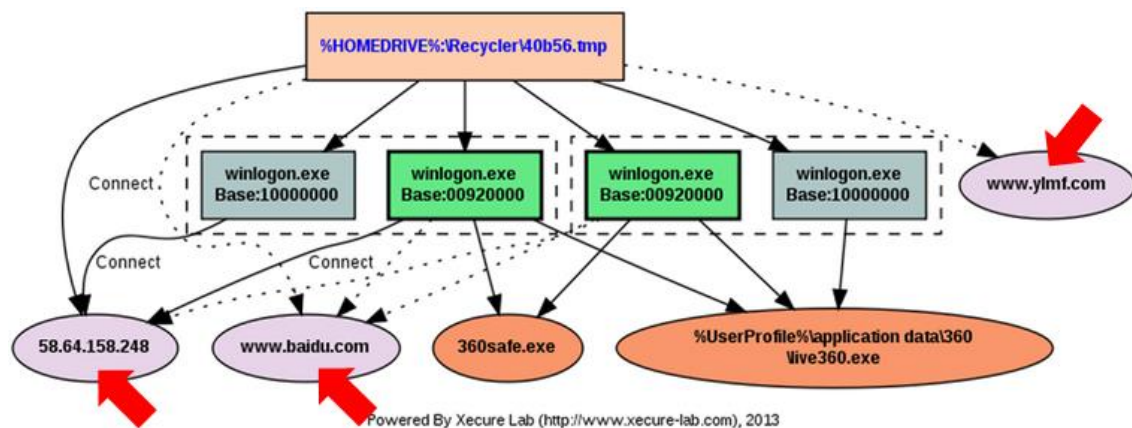 %HOMEDRIVE%:\Recycler\40b56.tmp
Connect
winlogon.exe
Base:10000000
winlogon.exe
Base:00920000
winlogon.exe
Base:00920000
winlogon.exe
Base:10000000
www.ylmf.com
Connect
Connect
58.64.158.248
www.baidu.com
360safe.exe
%UserProfile%\application data\360
\live360.exe
Powered By Xecure Lab (http://www.xecure-lab.com), 2013